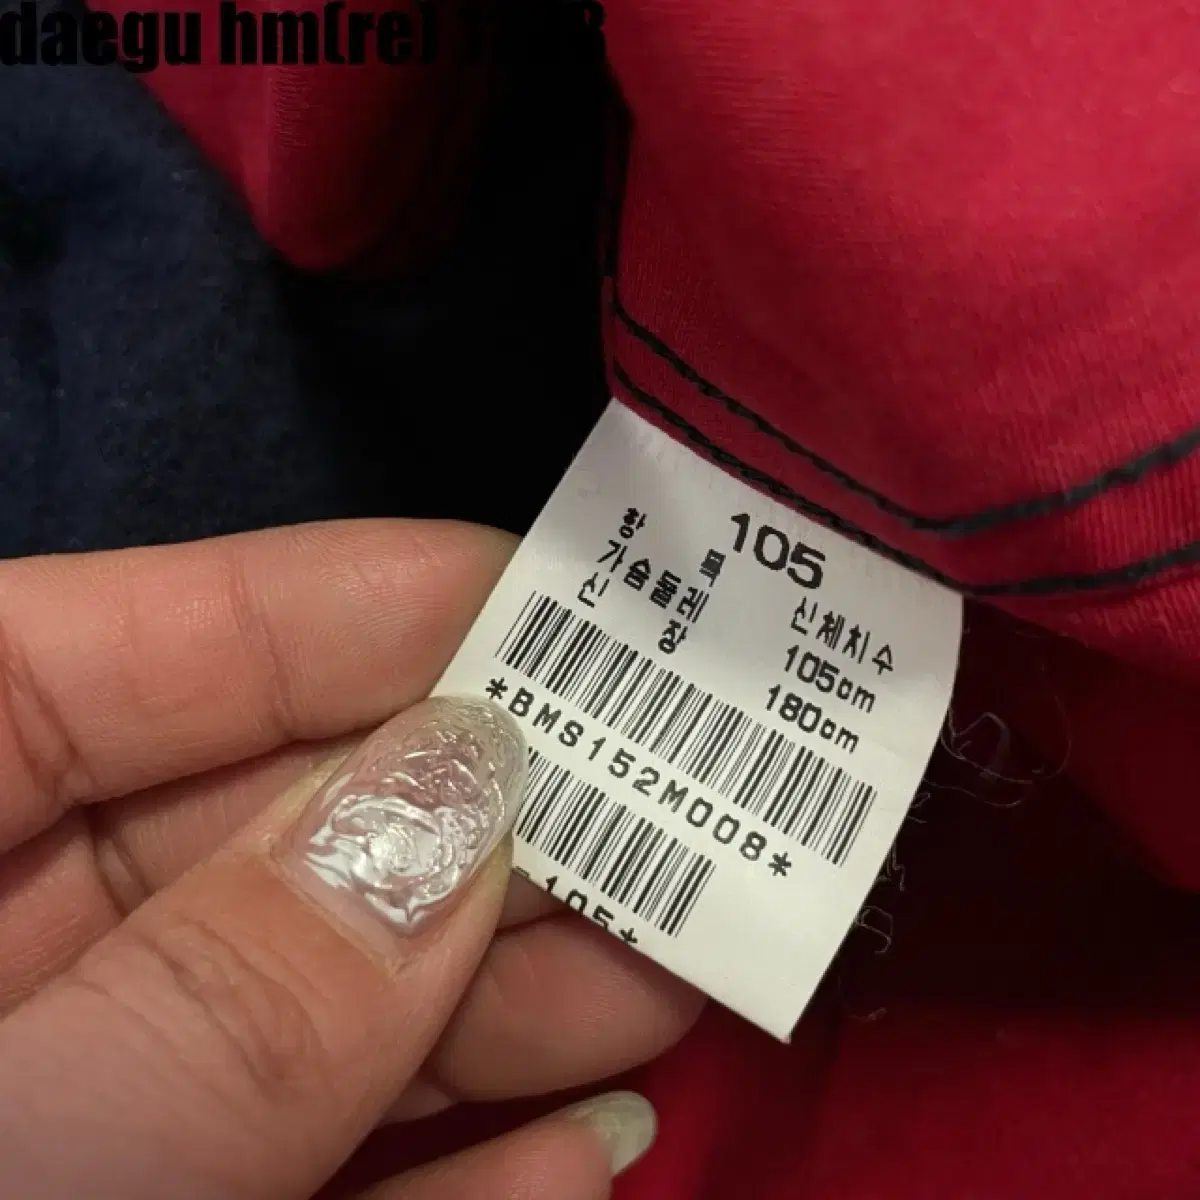 daegu hm(re)
105
항 목 신체치수
가슴둘레 105cm
신 장 180cm
*BMS152M008*
105*